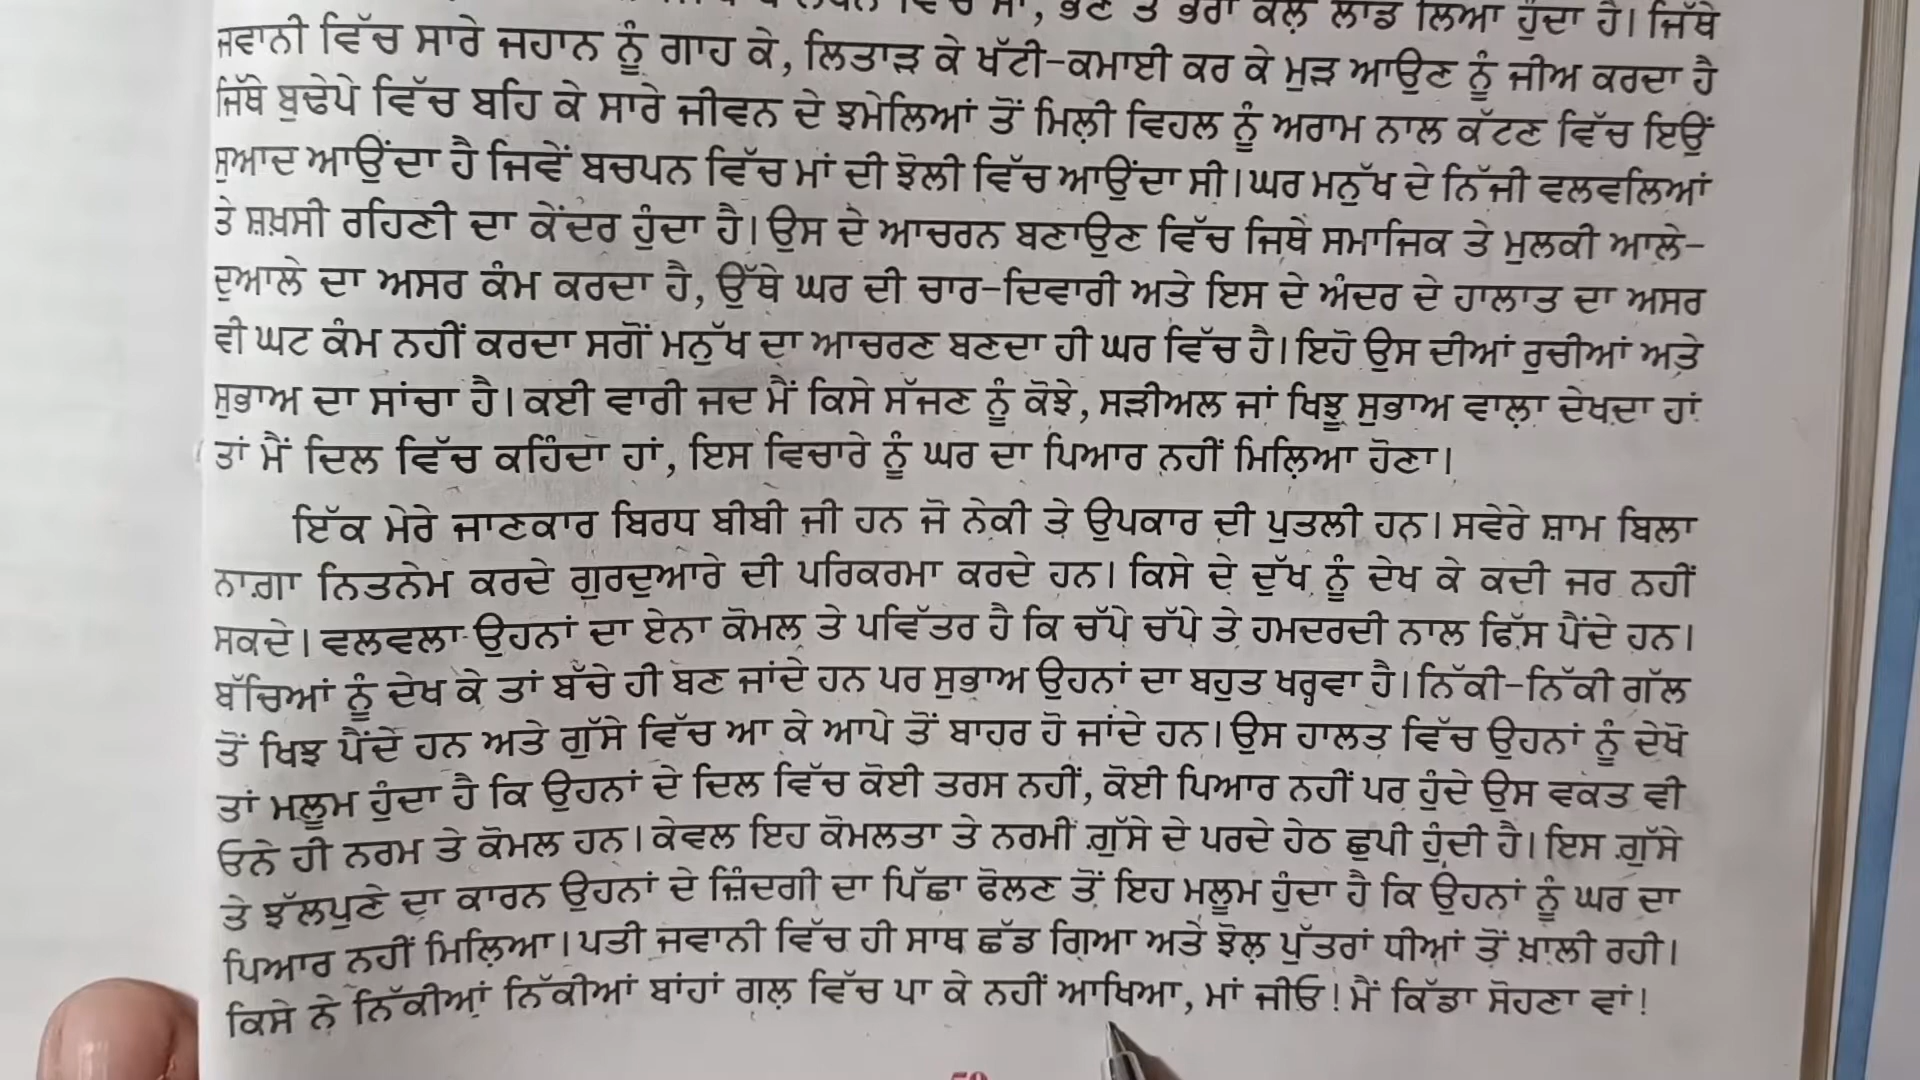 ਵਿੱਚ ਮਾਂ, ਭੈਣ ਤੇ ਭਰਾ ਕੋਲ਼ ਲਾਡ ਲਿਆ ਹੁੰਦਾ ਹੈ। ਜਿੱਥੇ
ਜਵਾਨੀ ਵਿੱਚ ਸਾਰੇ ਜਹਾਨ ਨੂੰ ਗਾਹ ਕੇ, ਲਿਤਾੜ ਕੇ ਖੱਟੀ-ਕਮਾਈ ਕਰ ਕੇ ਮੁੜ ਆਉਣ ਨੂੰ ਜੀਅ ਕਰਦਾ ਹੈ
ਜਿੱਥੇ ਬੁਢੇਪੇ ਵਿੱਚ ਬਹਿ ਕੇ ਸਾਰੇ ਜੀਵਨ ਦੇ ਝਮੇਲਿਆਂ ਤੋਂ ਮਿਲ਼ੀ ਵਿਹਲ ਨੂੰ ਅਰਾਮ ਨਾਲ ਕੱਟਣ ਵਿੱਚ ਇਉਂ
ਸੁਆਦ ਆਉਂਦਾ ਹੈ ਜਿਵੇਂ ਬਚਪਨ ਵਿੱਚ ਮਾਂ ਦੀ ਝੋਲੀ ਵਿੱਚ ਆਉਂਦਾ ਸੀ। ਘਰ ਮਨੁੱਖ ਦੇ ਨਿੱਜੀ ਵਲਵਲਿਆਂ
ਤੇ ਸ਼ਖ਼ਸੀ ਰਹਿਣੀ ਦਾ ਕੇਂਦਰ ਹੁੰਦਾ ਹੈ। ਉਸ ਦੇ ਆਚਰਨ ਬਣਾਉਣ ਵਿੱਚ ਜਿਥੇ ਸਮਾਜਿਕ ਤੇ ਮੁਲਕੀ ਆਲੇ-
ਦੁਆਲੇ ਦਾ ਅਸਰ ਕੰਮ ਕਰਦਾ ਹੈ, ਉੱਥੇ ਘਰ ਦੀ ਚਾਰ-ਦਿਵਾਰੀ ਅਤੇ ਇਸ ਦੇ ਅੰਦਰ ਦੇ ਹਾਲਾਤ ਦਾ ਅਸਰ
ਵੀ ਘਟ ਕੰਮ ਨਹੀਂ ਕਰਦਾ ਸਗੋਂ ਮਨੁੱਖ ਦਾ ਆਚਰਣ ਬਣਦਾ ਹੀ ਘਰ ਵਿੱਚ ਹੈ। ਇਹੋ ਉਸ ਦੀਆਂ ਰੁਚੀਆਂ ਅਤੇ
ਸੁਭਾਅ ਦਾ ਸਾਂਚਾ ਹੈ। ਕਈ ਵਾਰੀ ਜਦ ਮੈਂ ਕਿਸੇ ਸੱਜਣ ਨੂੰ ਕੋਝੇ, ਸੜੀਅਲ ਜਾਂ ਖਿਝੂ ਸੁਭਾਅ ਵਾਲ਼ਾ ਦੇਖਦਾ ਹਾਂ
ਤਾਂ ਮੈਂ ਦਿਲ ਵਿੱਚ ਕਹਿੰਦਾ ਹਾਂ, ਇਸ ਵਿਚਾਰੇ ਨੂੰ ਘਰ ਦਾ ਪਿਆਰ ਨਹੀਂ ਮਿਲ਼ਿਆ ਹੋਣਾ।
ਇੱਕ ਮੇਰੇ ਜਾਣਕਾਰ ਬਿਰਧ ਬੀਬੀ ਜੀ ਹਨ ਜੋ ਨੇਕੀ ਤੇ ਉਪਕਾਰ ਦੀ ਪੁਤਲੀ ਹਨ। ਸਵੇਰੇ ਸ਼ਾਮ ਬਿਲਾ
ਨਾਗ਼ਾ ਨਿਤਨੇਮ ਕਰਦੇ ਗੁਰਦੁਆਰੇ ਦੀ ਪਰਿਕਰਮਾ ਕਰਦੇ ਹਨ। ਕਿਸੇ ਦੇ ਦੁੱਖ ਨੂੰ ਦੇਖ ਕੇ ਕਦੀ ਜਰ ਨਹੀਂ
ਸਕਦੇ। ਵਲਵਲਾ ਉਹਨਾਂ ਦਾ ਏਨਾ ਕੋਮਲ ਤੇ ਪਵਿੱਤਰ ਹੈ ਕਿ ਚੱਪੇ ਚੱਪੇ ਤੇ ਹਮਦਰਦੀ ਨਾਲ ਫਿੱਸ ਪੈਂਦੇ ਹਨ।
ਬੱਚਿਆਂ ਨੂੰ ਦੇਖ ਕੇ ਤਾਂ ਬੱਚੇ ਹੀ ਬਣ ਜਾਂਦੇ ਹਨ ਪਰ ਸੁਭਾਅ ਉਹਨਾਂ ਦਾ ਬਹੁਤ ਖਰ੍ਹਵਾ ਹੈ। ਨਿੱਕੀ-ਨਿੱਕੀ ਗੱਲ
ਤੋਂ ਖਿਝ ਪੈਂਦੇ ਹਨ ਅਤੇ ਗੁੱਸੇ ਵਿੱਚ ਆ ਕੇ ਆਪੇ ਤੋਂ ਬਾਹਰ ਹੋ ਜਾਂਦੇ ਹਨ। ਉਸ ਹਾਲਤ ਵਿੱਚ ਉਹਨਾਂ ਨੂੰ ਦੇਖੋ
ਤਾਂ ਮਲੂਮ ਹੁੰਦਾ ਹੈ ਕਿ ਉਹਨਾਂ ਦੇ ਦਿਲ ਵਿੱਚ ਕੋਈ ਤਰਸ ਨਹੀਂ, ਕੋਈ ਪਿਆਰ ਨਹੀਂ ਪਰ ਹੁੰਦੇ ਉਸ ਵਕਤ ਵੀ
ਓਨੇ ਹੀ ਨਰਮ ਤੇ ਕੋਮਲ ਹਨ। ਕੇਵਲ ਇਹ ਕੋਮਲਤਾ ਤੇ ਨਰਮੀ ਗੁੱਸੇ ਦੇ ਪਰਦੇ ਹੇਠ ਛੁਪੀ ਹੁੰਦੀ ਹੈ। ਇਸ ਗੁੱਸੇ
ਤੇ ਝੱਲਪੁਣੇ ਦਾ ਕਾਰਨ ਉਹਨਾਂ ਦੇ ਜ਼ਿੰਦਗੀ ਦਾ ਪਿੱਛਾ ਫੋਲਣ ਤੋਂ ਇਹ ਮਲੂਮ ਹੁੰਦਾ ਹੈ ਕਿ ਉਹਨਾਂ ਨੂੰ ਘਰ ਦਾ
ਪਿਆਰ ਨਹੀਂ ਮਿਲ਼ਿਆ। ਪਤੀ ਜਵਾਨੀ ਵਿੱਚ ਹੀ ਸਾਥ ਛੱਡ ਗਿਆ ਅਤੇ ਝੋਲ਼ ਪੁੱਤਰਾਂ ਧੀਆਂ ਤੋਂ ਖ਼ਾਲੀ ਰਹੀ।
ਕਿਸੇ ਨੇ ਨਿੱਕੀਆਂ ਨਿੱਕੀਆਂ ਬਾਂਹਾਂ ਗਲ਼ ਵਿੱਚ ਪਾ ਕੇ ਨਹੀਂ ਆਖਿਆ, ਮਾਂ ਜੀਓ! ਮੈਂ ਕਿੱਡਾ ਸੋਹਣਾ ਵਾਂ!